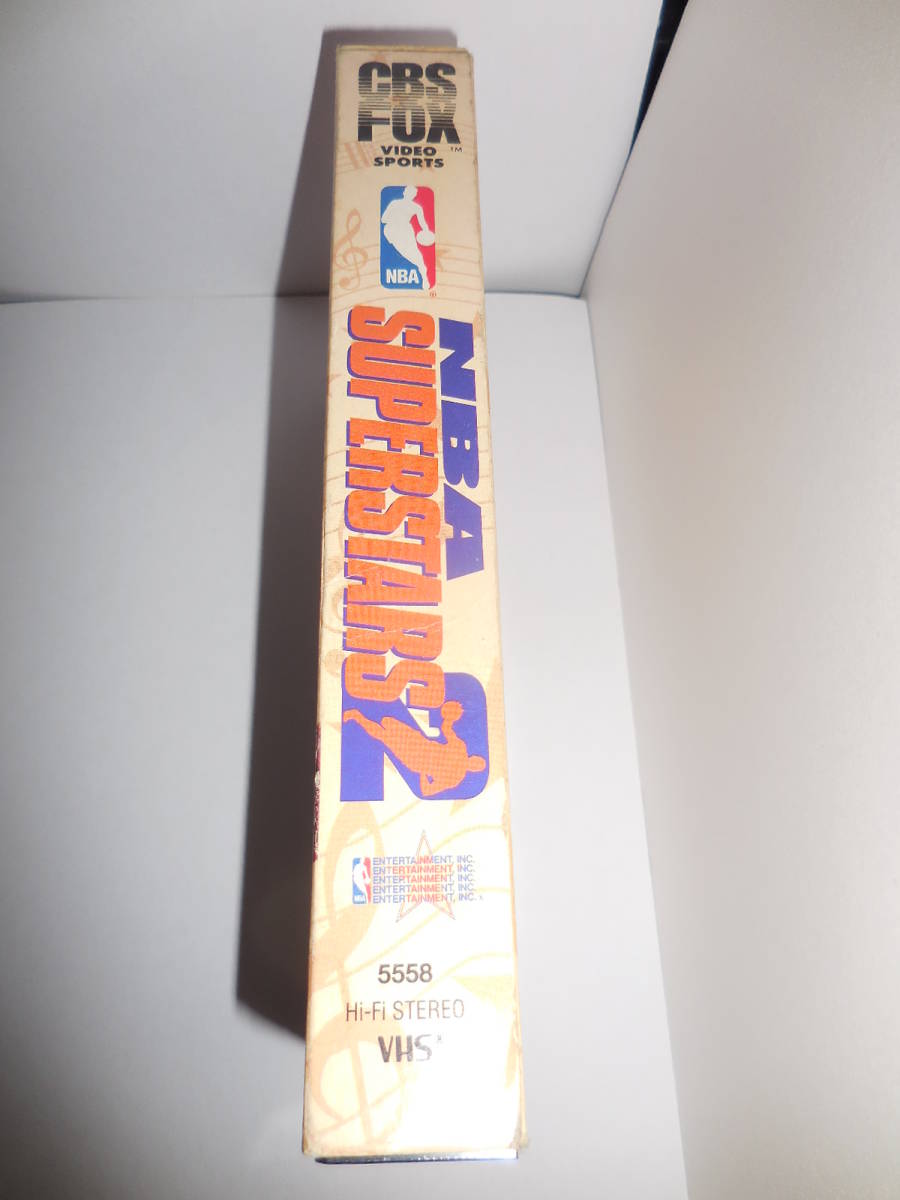 CBS
FOX
VIDEO
SPORTS ™
NBA
®
NBA
SUPERSTARS 2
ENTERTAINMENT, INC.
ENTERTAINMENT, INC.
ENTERTAINMENT, INC.
ENTERTAINMENT, INC.
NBA ENTERTAINMENT, INC.
5558
Hi-Fi STEREO
VHS